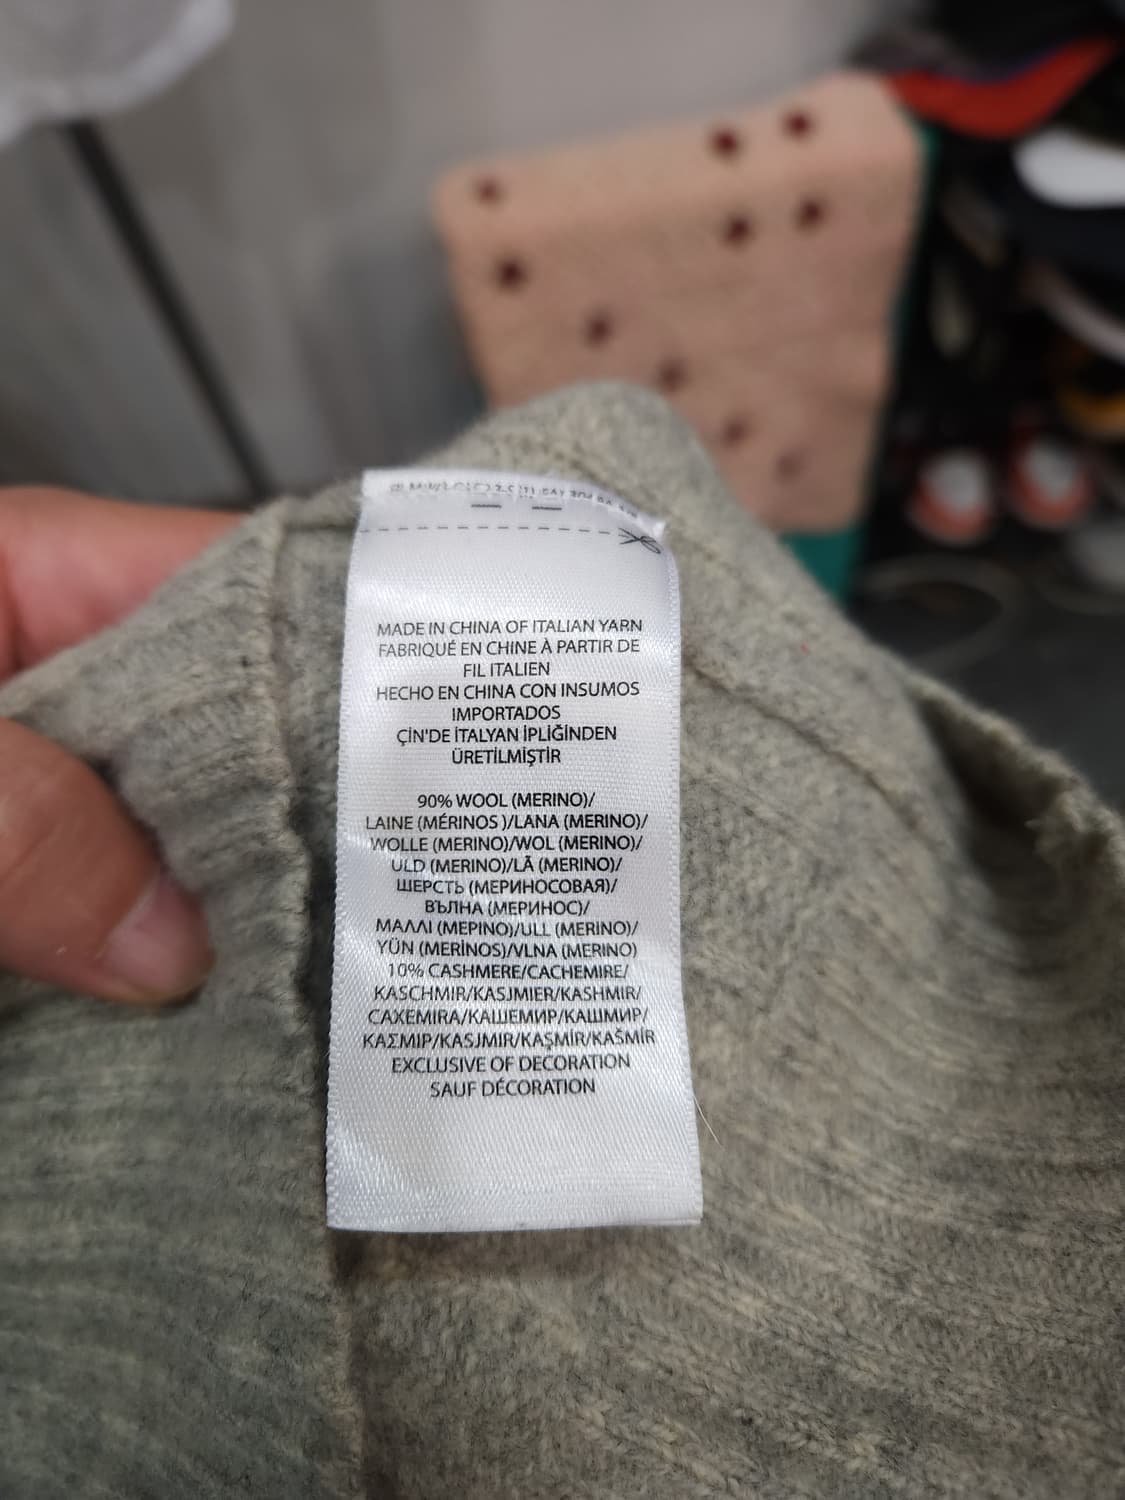 MADE IN CHINA OF ITALIAN YARN
FABRIQUÉ EN CHINE À PARTIR DE
FIL ITALIEN
HECHO EN CHINA CON INSUMOS
IMPORTADOS
ÇİN'DE İTALYAN İPLİĞİNDEN
ÜRETİLMİŞTİR
90% WOOL (MERINO)/
LAINE (MÉRINOS )/LANA (MERINO)/
WOLLE (MERINO)/WOL (MERINO)/
ULD (MERINO)/LÃ (MERINO)/
ШЕРСТЬ (МЕРИНОСОВАЯ)/
ВЪЛНА (МЕРИНОС)/
ΜΑΛΛΙ (ΜΕΡΙΝΟ)/ULL (MERINO)/
YÜN (MERİNOS)/VLNA (MERINO)
10% CASHMERE/CACHEMIRE/
KASCHMIR/KASJMIER/KASHMIR/
CAXEMIRA/КАШЕМИР/КАШМИР/
ΚΑΣΜΙΡ/KASJMIR/KAŞMİR/KAŠMÍR
EXCLUSIVE OF DECORATION
SAUF DÉCORATION